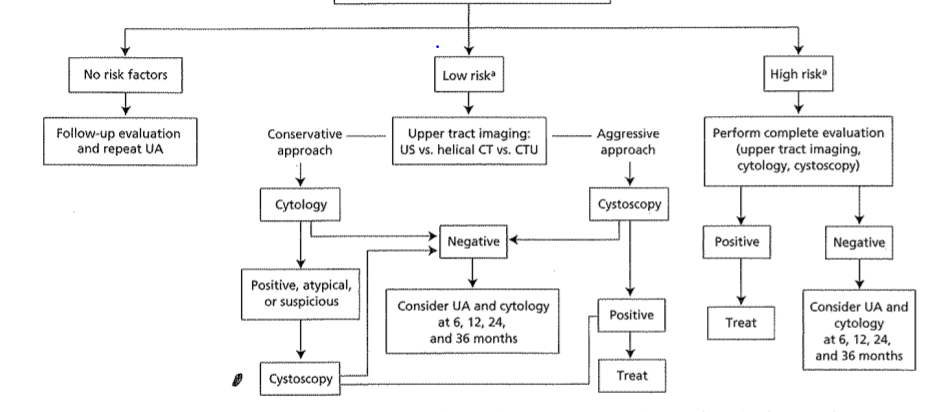 No risk factors
Low riskᵃ
High riskᵃ
Follow-up evaluation
and repeat UA
Conservative
approach
Upper tract imaging:
US vs. helical CT vs. CTU
Aggressive
approach
Perform complete evaluation
(upper tract imaging,
cytology, cystoscopy)
Cytology
Cystoscopy
Negative
Positive
Negative
Positive, atypical,
or suspicious
Consider UA and cytology
at 6, 12, 24,
and 36 months
Positive
Treat
Consider UA and
cytology
at 6, 12, 24,
and 36 months
Cystoscopy
Treat